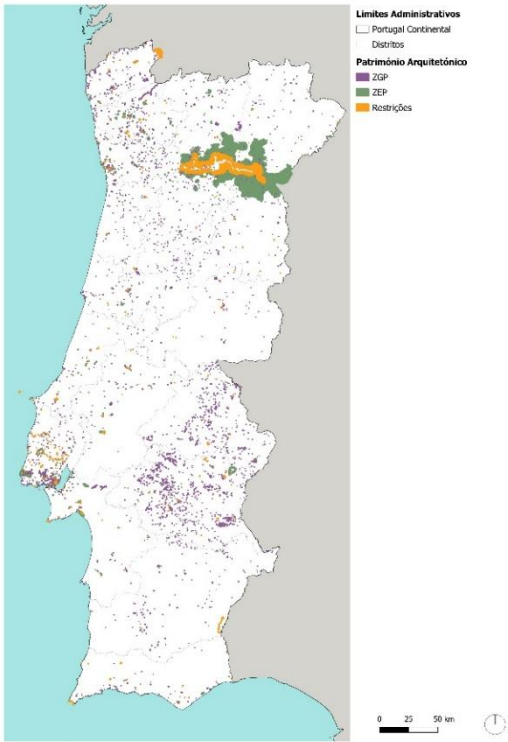 Limites Administrativos
Portugal Continental
Distritos
Património Arquitetónico
ZGP
ZEP
Restrições
0 25 50 km